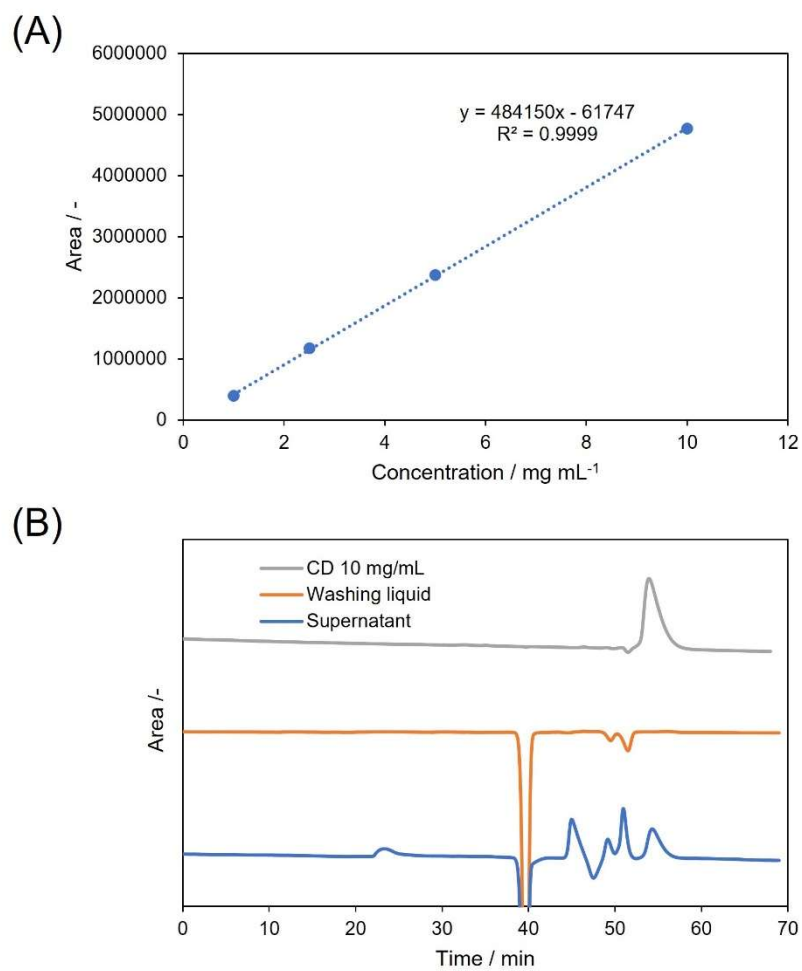 (A)
6000000
5000000
4000000
3000000
2000000
1000000
0
Area / -
y = 484150x - 61747
R² = 0.9999
0 2 4 6 8 10 12
Concentration / mg mL⁻¹
(B)
CD 10 mg/mL
Washing liquid
Supernatant
Area /-
0 10 20 30 40 50 60 70
Time / min